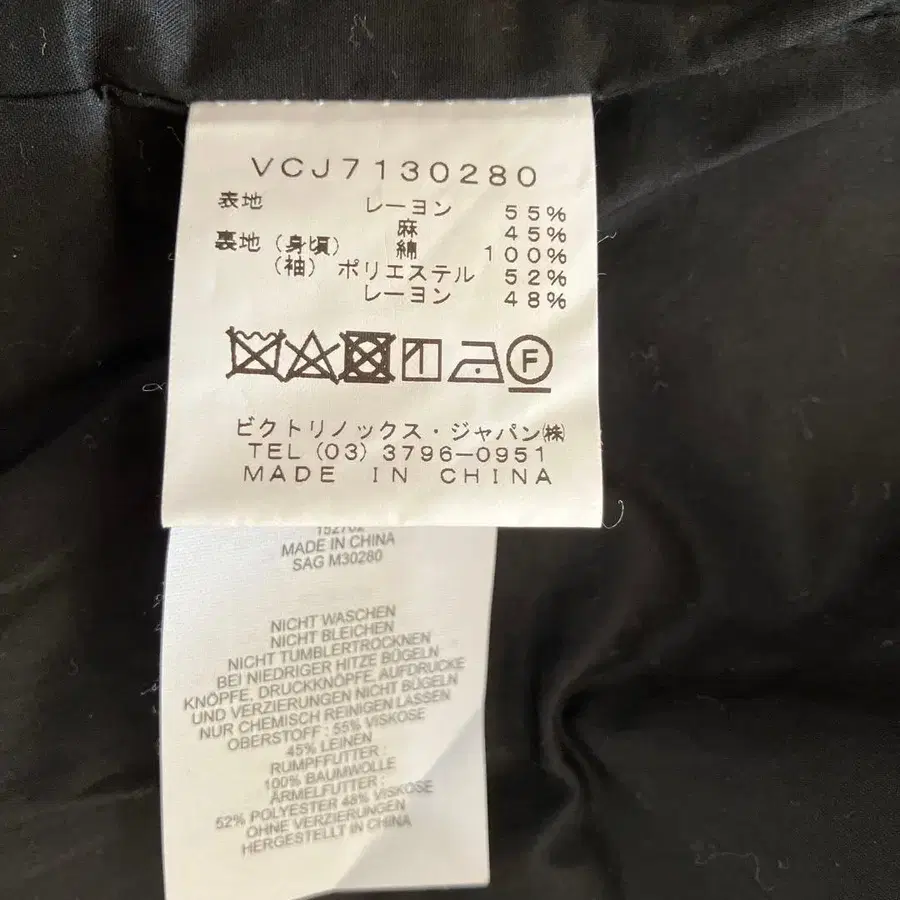 VCJ7130280
表地 レーヨン 55%
麻 45%
裏地（身頃） 綿 100%
（袖） ポリエステル 52%
レーヨン 48%
F
ビクトリノックス・ジャパン㈱
TEL (03) 3796-0951
MADE IN CHINA
152702
MADE IN CHINA
SAG M30280
NICHT WASCHEN
NICHT BLEICHEN
NICHT TUMBLERTROCKNEN
BEI NIEDRIGER HITZE BÜGELN
KNÖPFE, DRUCKKNÖPFE, AUFDRUCKE
UND VERZIERUNGEN NICHT BÜGELN
NUR CHEMISCH REINIGEN LASSEN
OBERSTOFF : 55% VISKOSE
45% LEINEN
RUMPFFUTTER :
100% BAUMWOLLE
ÄRMELFUTTER :
52% POLYESTER 48% VISKOSE
OHNE VERZIERUNGEN
HERGESTELLT IN CHINA